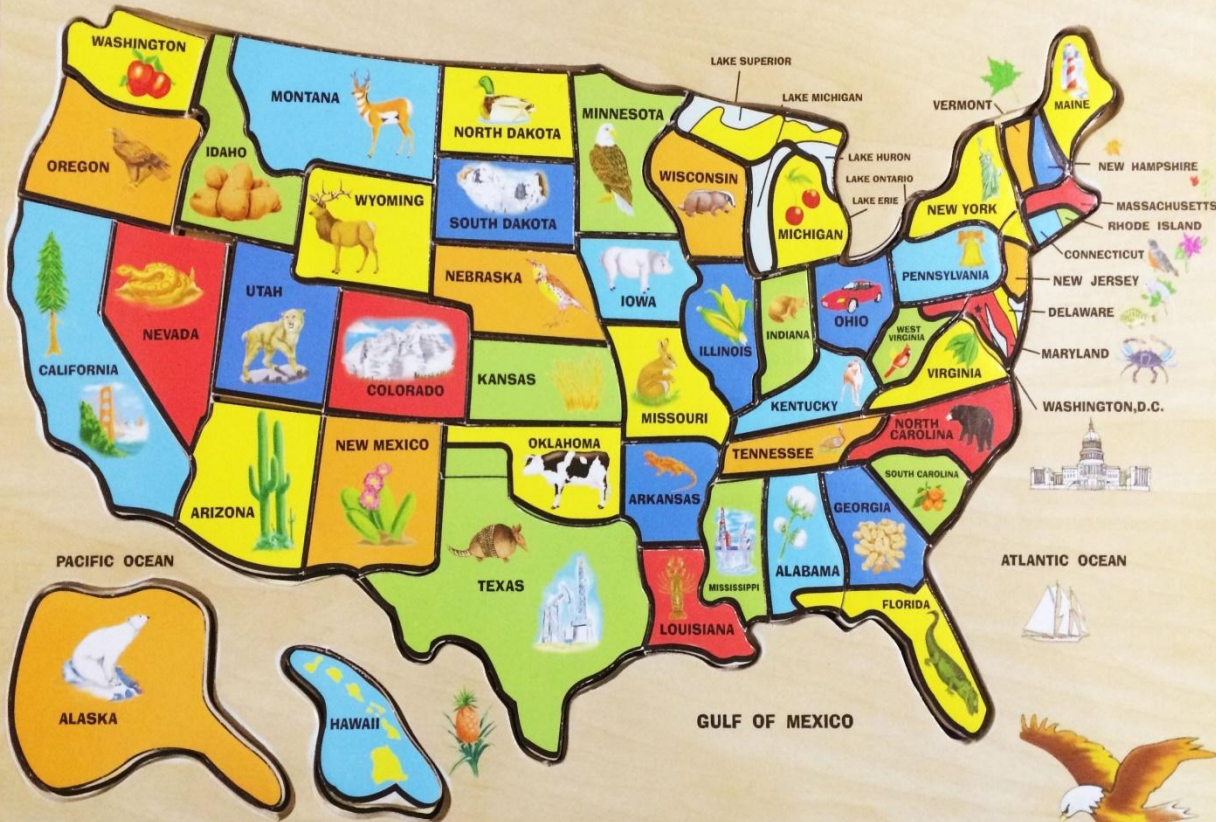 WASHINGTON
MONTANA
NORTH DAKOTA
MINNESOTA
LAKE SUPERIOR
LAKE MICHIGAN
VERMONT
MAINE
OREGON
IDAHO
WYOMING
SOUTH DAKOTA
WISCONSIN
LAKE HURON
LAKE ONTARIO
LAKE ERIE
MICHIGAN
NEW YORK
NEW HAMPSHIRE
MASSACHUSETTS
RHODE ISLAND
CONNECTICUT
NEW JERSEY
DELAWARE
MARYLAND
WASHINGTON,D.C.
NEVADA
UTAH
NEBRASKA
IOWA
PENNSYLVANIA
CALIFORNIA
COLORADO
KANSAS
ILLINOIS
INDIANA
OHIO
WEST
VIRGINIA
VIRGINIA
MISSOURI
KENTUCKY
ARIZONA
NEW MEXICO
OKLAHOMA
ARKANSAS
TENNESSEE
NORTH
CAROLINA
SOUTH CAROLINA
GEORGIA
PACIFIC OCEAN
TEXAS
LOUISIANA
MISSISSIPPI
ALABAMA
FLORIDA
ATLANTIC OCEAN
ALASKA
HAWAII
GULF OF MEXICO